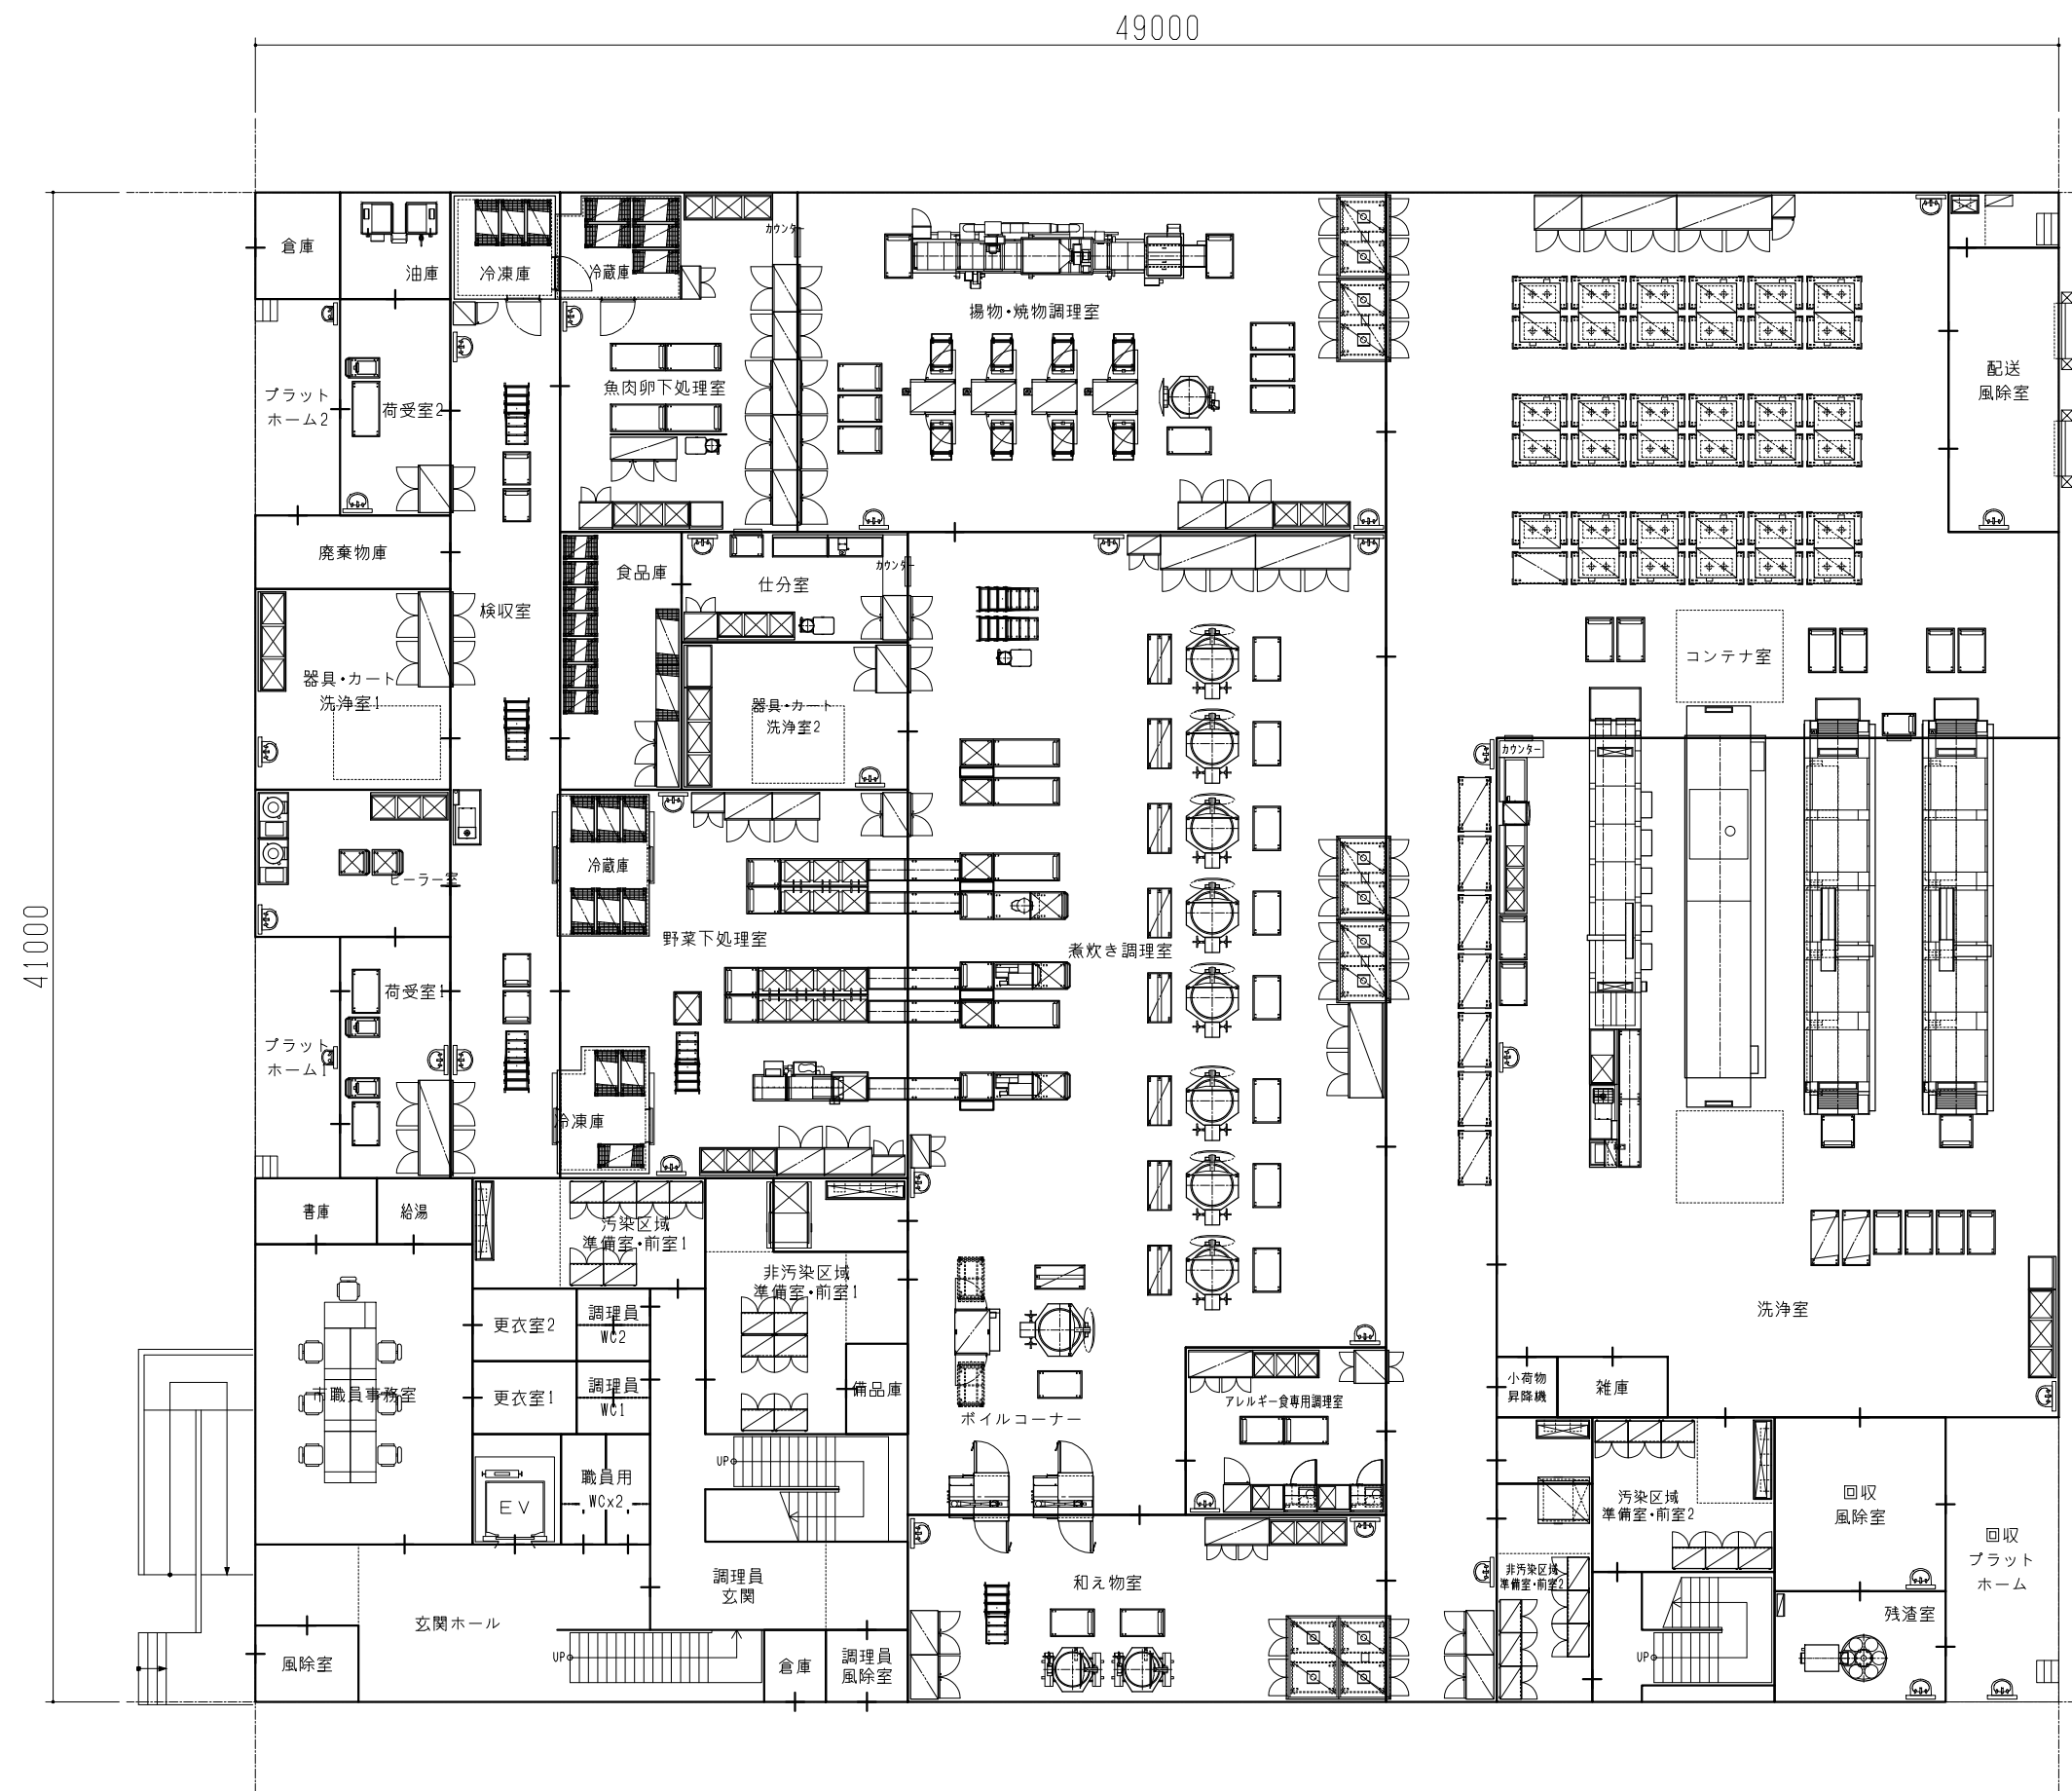 49000
41000
倉庫
油庫
冷凍庫
冷蔵庫
カウンター
揚物・焼物調理室
プラット
ホーム2
荷受室2
魚肉卵下処理室
配送
風除室
廃棄物庫
検収室
食品庫
仕分室
カウンター
器具・カート
洗浄室1
器具・カート
洗浄室2
コンテナ室
カウンター
ピーラー室
冷蔵庫
野菜下処理室
煮炊き調理室
荷受室1
プラット
ホーム1
冷凍庫
書庫
給湯
汚染区域
準備室・前室1
非汚染区域
準備室・前室1
更衣室2
調理員
WC2
更衣室1
調理員
WC1
市職員事務室
備品庫
ボイルコーナー
アレルギー食専用調理室
洗浄室
小荷物
昇降機
雑庫
EV
職員用
WCx2
UP
汚染区域
準備室・前室2
回収
風除室
回収
プラット
ホーム
非汚染区域
準備室・前室2
和え物室
調理員
玄関
玄関ホール
残渣室
風除室
UP
倉庫
調理員
風除室
UP